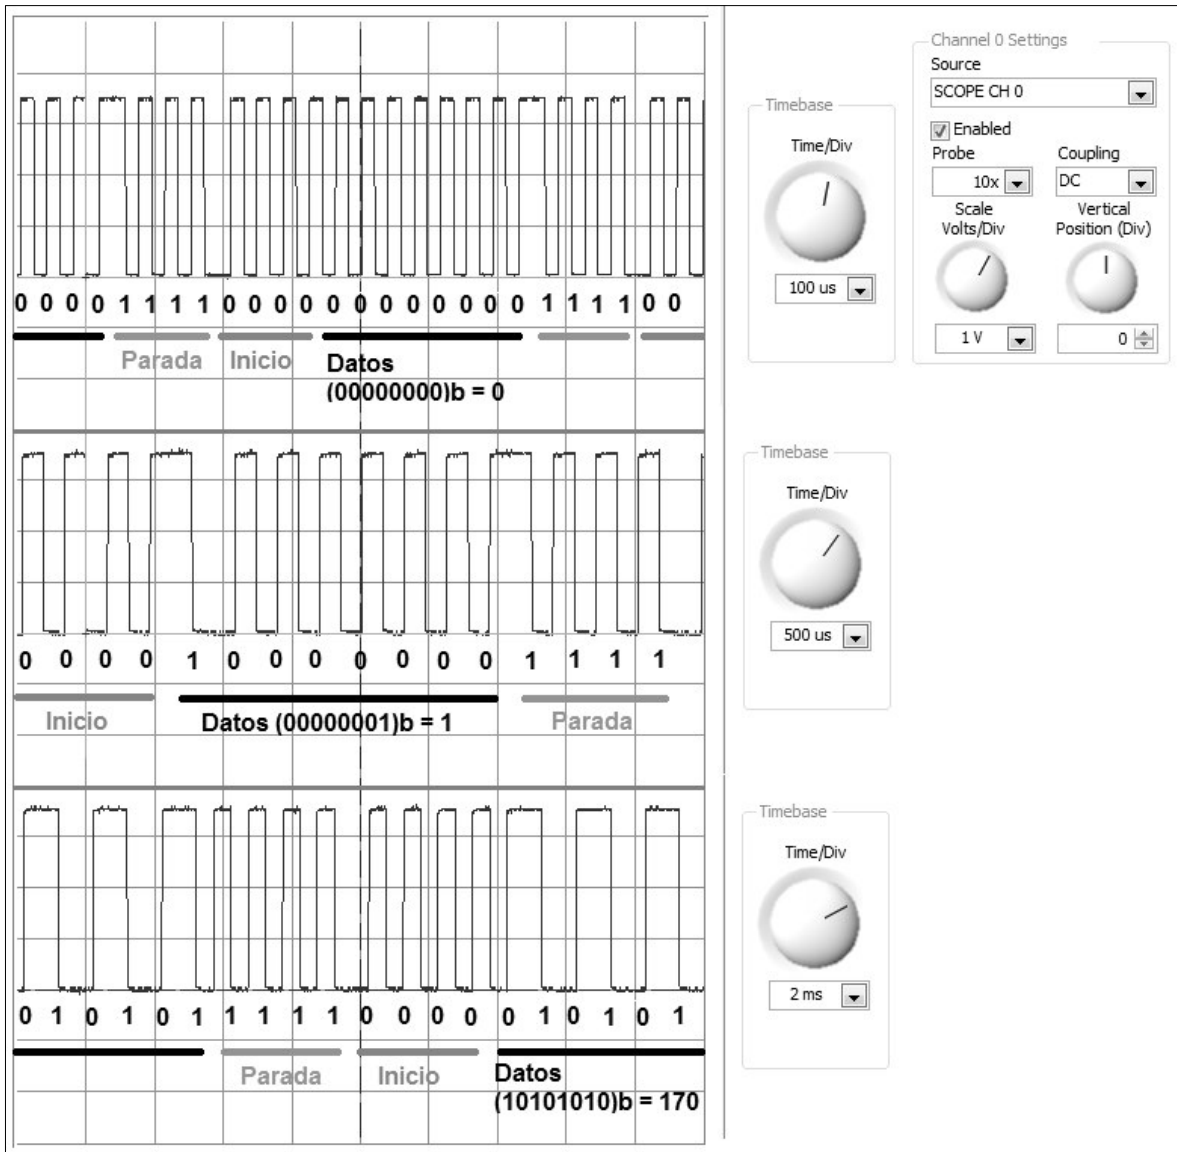 Channel 0 Settings
Source
SCOPE CH 0
Enabled
Probe
Coupling
10x
DC
Scale
Volts/Div
Vertical
Position (Div)
1 V
0
Timebase
Time/Div
100 us
0 0 0 0 1 1 1 1 0 0 0 0 0 0 0 0 0 0 0 0 1 1 1 1 0 0
Parada
Inicio
Datos
(00000000)b = 0
Timebase
Time/Div
500 us
0 0 0 0 1 0 0 0 0 0 0 0 1 1 1 1
Inicio
Datos (00000001)b = 1
Parada
Timebase
Time/Div
2 ms
0 1 0 1 0 1 1 1 1 1 0 0 0 0 0 1 0 1 0 1
Parada
Inicio
Datos
(10101010)b = 170